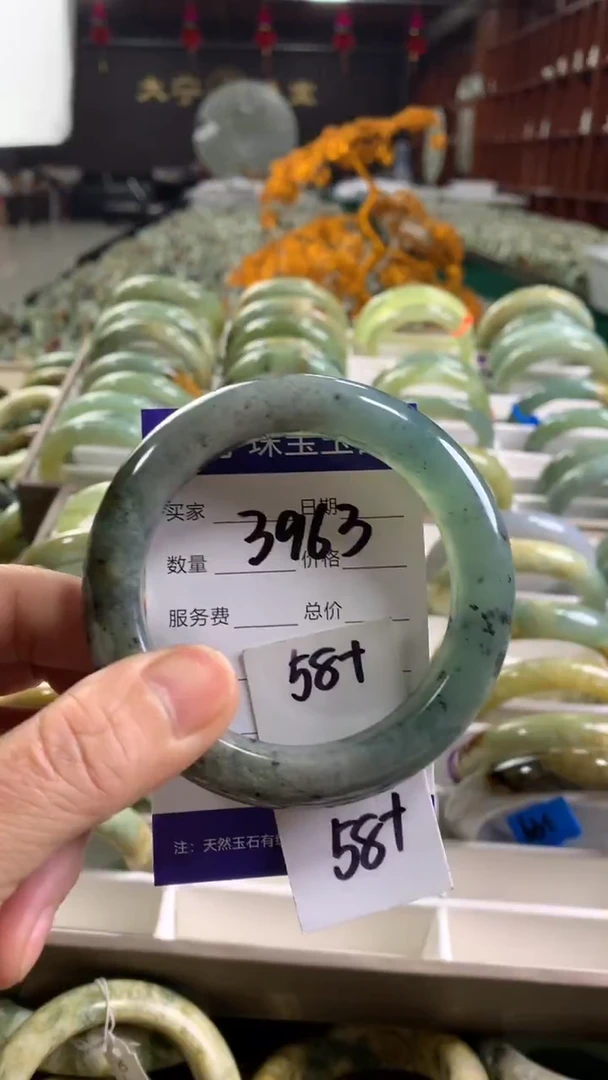 珠宝玉
买家 日期
3963
数量 价格
服务费 总价
58+
58+
注：天然玉石有